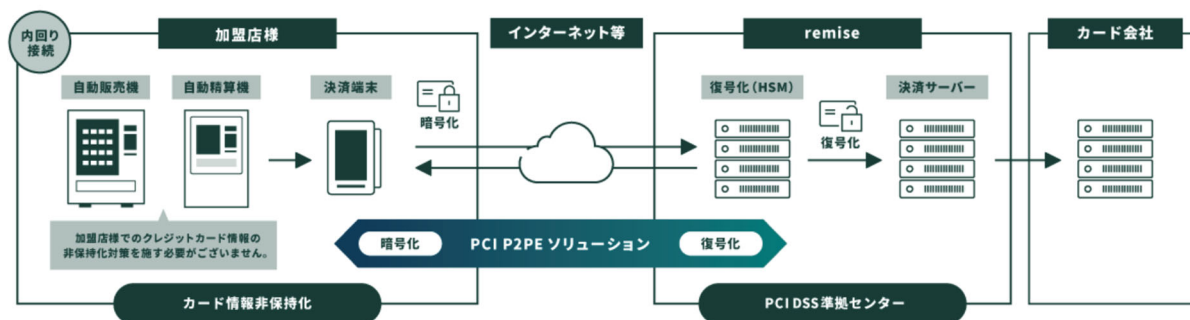 内回り
接続
加盟店様
インターネット等
remise
カード会社
自動販売機
自動精算機
決済端末
暗号化
復号化(HSM)
復号化
決済サーバー
加盟店様でのクレジットカード情報の
非保持化対策を施す必要がございません。
暗号化
PCI P2PE ソリューション
復号化
カード情報非保持化
PCI DSS準拠センター